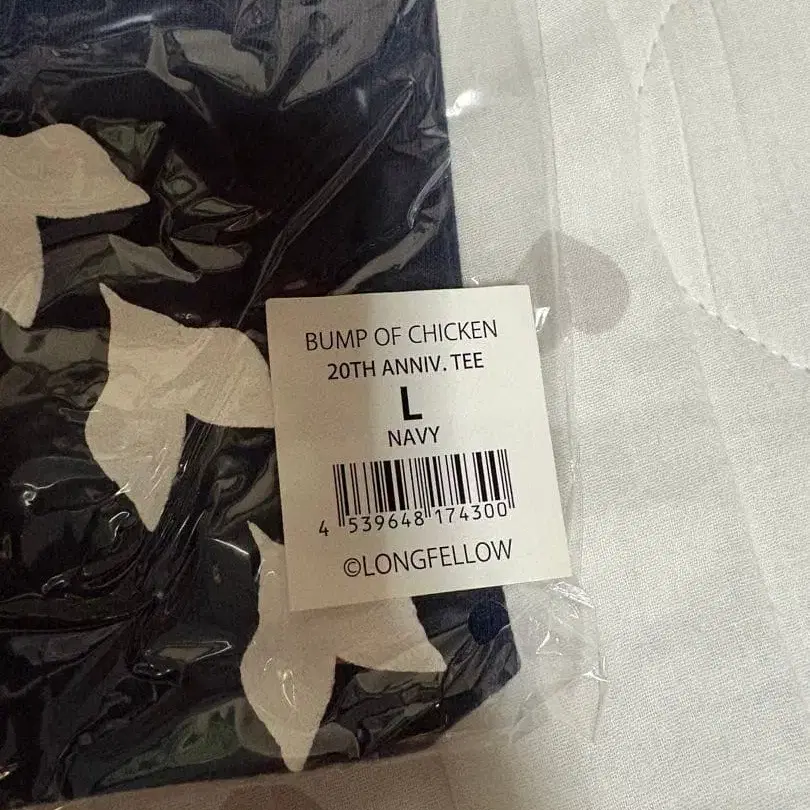 BUMP OF CHICKEN
20TH ANNIV. TEE
L
NAVY
4 539648 174300
©LONGFELLOW